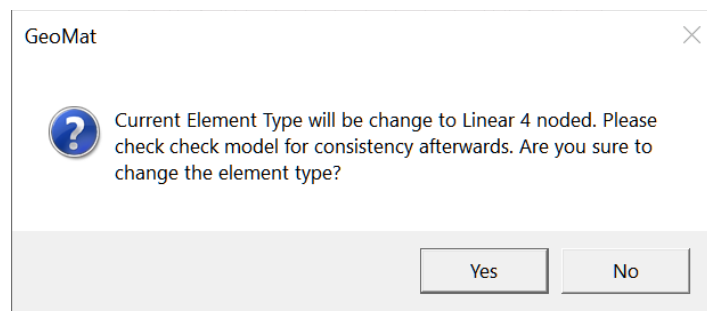 GeoMat
Current Element Type will be change to Linear 4 noded. Please
check check model for consistency afterwards. Are you sure to
change the element type?
Yes
No